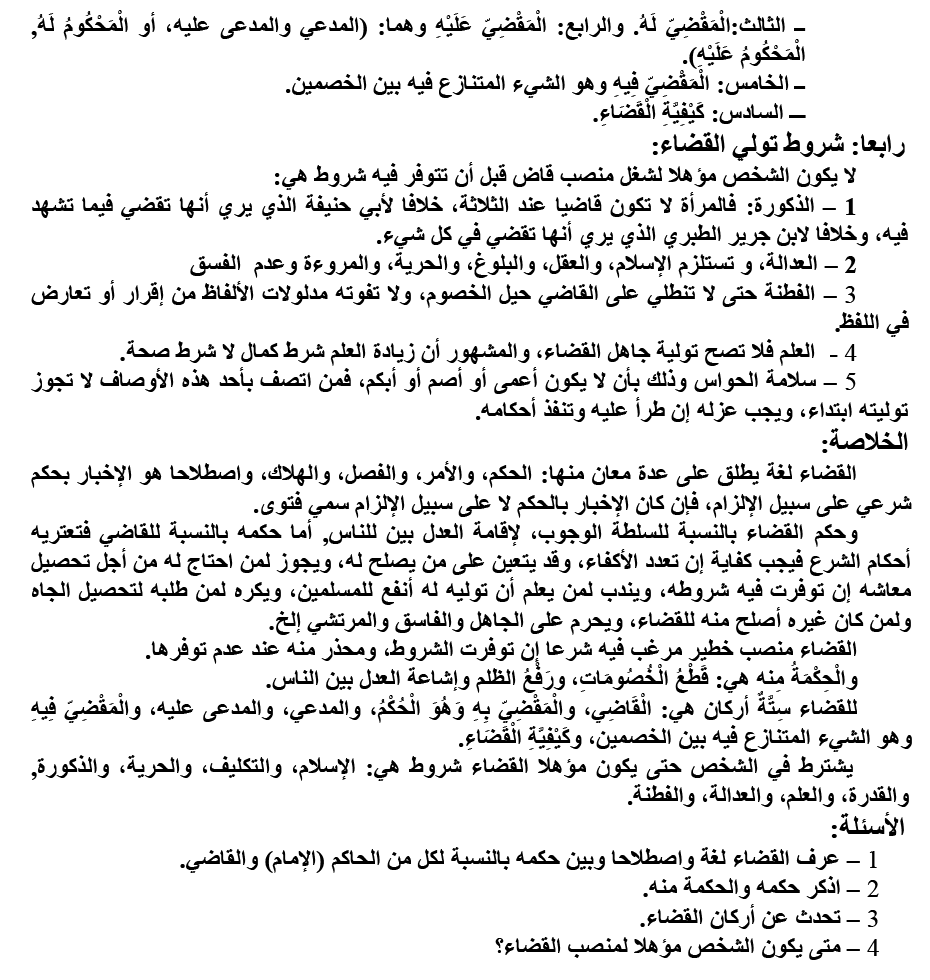 ـ الثالث:الْمَقْضِيّ لَهُ. والرابع: الْمَقْضِيّ عَلَيْهِ وهما: (المدعي والمدعى عليه، أو الْمَحْكُومُ لَهُ,
الْمَحْكُومُ عَلَيْهِ).
ـ الخامس: الْمَقْضِيّ فِيهِ وهو الشيء المتنازع فيه بين الخصمين.
ــ السادس: كَيْفِيَّةِ الْقَضَاءِ.
رابعا: شروط تولي القضاء:
لا يكون الشخص مؤهلا لشغل منصب قاض قبل أن تتوفر فيه شروط هي:
1 – الذكورة: فالمرأة لا تكون قاضيا عند الثلاثة، خلافا لأبي حنيفة الذي يري أنها تقضي فيما تشهد
فيه، وخلافا لابن جرير الطبري الذي يري أنها تقضي في كل شيء.
2 – العدالة، و تستلزم الإسلام، والعقل، والبلوغ، والحرية، والمروءة وعدم الفسق
3 – الفطنة حتى لا تنطلي على القاضي حيل الخصوم، ولا تفوته مدلولات الألفاظ من إقرار أو تعارض
في اللفظ.
4 - العلم فلا تصح تولية جاهل القضاء، والمشهور أن زيادة العلم شرط كمال لا شرط صحة.
5 – سلامة الحواس وذلك بأن لا يكون أعمى أو أصم أو أبكم، فمن اتصف بأحد هذه الأوصاف لا تجوز
توليته ابتداء، ويجب عزله إن طرأ عليه وتنفذ أحكامه.
الخلاصة:
القضاء لغة يطلق على عدة معان منها: الحكم، والأمر، والفصل، والهلاك، واصطلاحا هو الإخبار بحكم
شرعي على سبيل الإلزام، فإن كان الإخبار بالحكم لا على سبيل الإلزام سمي فتوى.
وحكم القضاء بالنسبة للسلطة الوجوب، لإقامة العدل بين للناس, أما حكمه بالنسبة للقاضي فتعتريه
أحكام الشرع فيجب كفاية إن تعدد الأكفاء، وقد يتعين على من يصلح له، ويجوز لمن احتاج له من أجل تحصيل
معاشه إن توفرت فيه شروطه، ويندب لمن يعلم أن توليه له أنفع للمسلمين، ويكره لمن طلبه لتحصيل الجاه
ولمن كان غيره أصلح منه للقضاء، ويحرم على الجاهل والفاسق والمرتشي إلخ.
القضاء منصب خطير مرغب فيه شرعا إن توفرت الشروط، ومحذر منه عند عدم توفرها.
والْحِكْمَةُ منه هي: قَطْعُ الْخُصُومَاتِ، ورَفْعُ الظلم وإشاعة العدل بين الناس.
للقضاء سِتَّةٌ أركان هي: الْقَاضِي، والْمَقْضِيّ بِهِ وَهُوَ الْحُكْمُ، والمدعي، والمدعى عليه، والْمَقْضِيّ فِيهِ
وهو الشيء المتنازع فيه بين الخصمين، وكَيْفِيَّةِ الْقَضَاءِ.
يشترط في الشخص حتى يكون مؤهلا القضاء شروط هي: الإسلام، والتكليف، والحرية، والذكورة,
والقدرة، والعلم، والعدالة، والفطنة.
الأسئلة:
1 – عرف القضاء لغة واصطلاحا وبين حكمه بالنسبة لكل من الحاكم (الإمام) والقاضي.
2 – اذكر حكمه والحكمة منه.
3 – تحدث عن أركان القضاء.
4 – متى يكون الشخص مؤهلا لمنصب القضاء؟